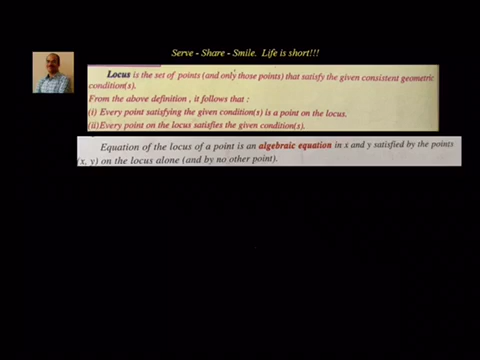 Serve - Share - Smile. Life is short!!!
Locus is the set of points (and only those points) that satisfy the given consistent geometric
condition(s).
From the above definition , it follows that :
(i) Every point satisfying the given condition(s) is a point on the locus.
(ii) Every point on the locus satisfies the given condition(s).
Equation of the locus of a point is an algebraic equation in x and y satisfied by the points
(x, y) on the locus alone (and by no other point).